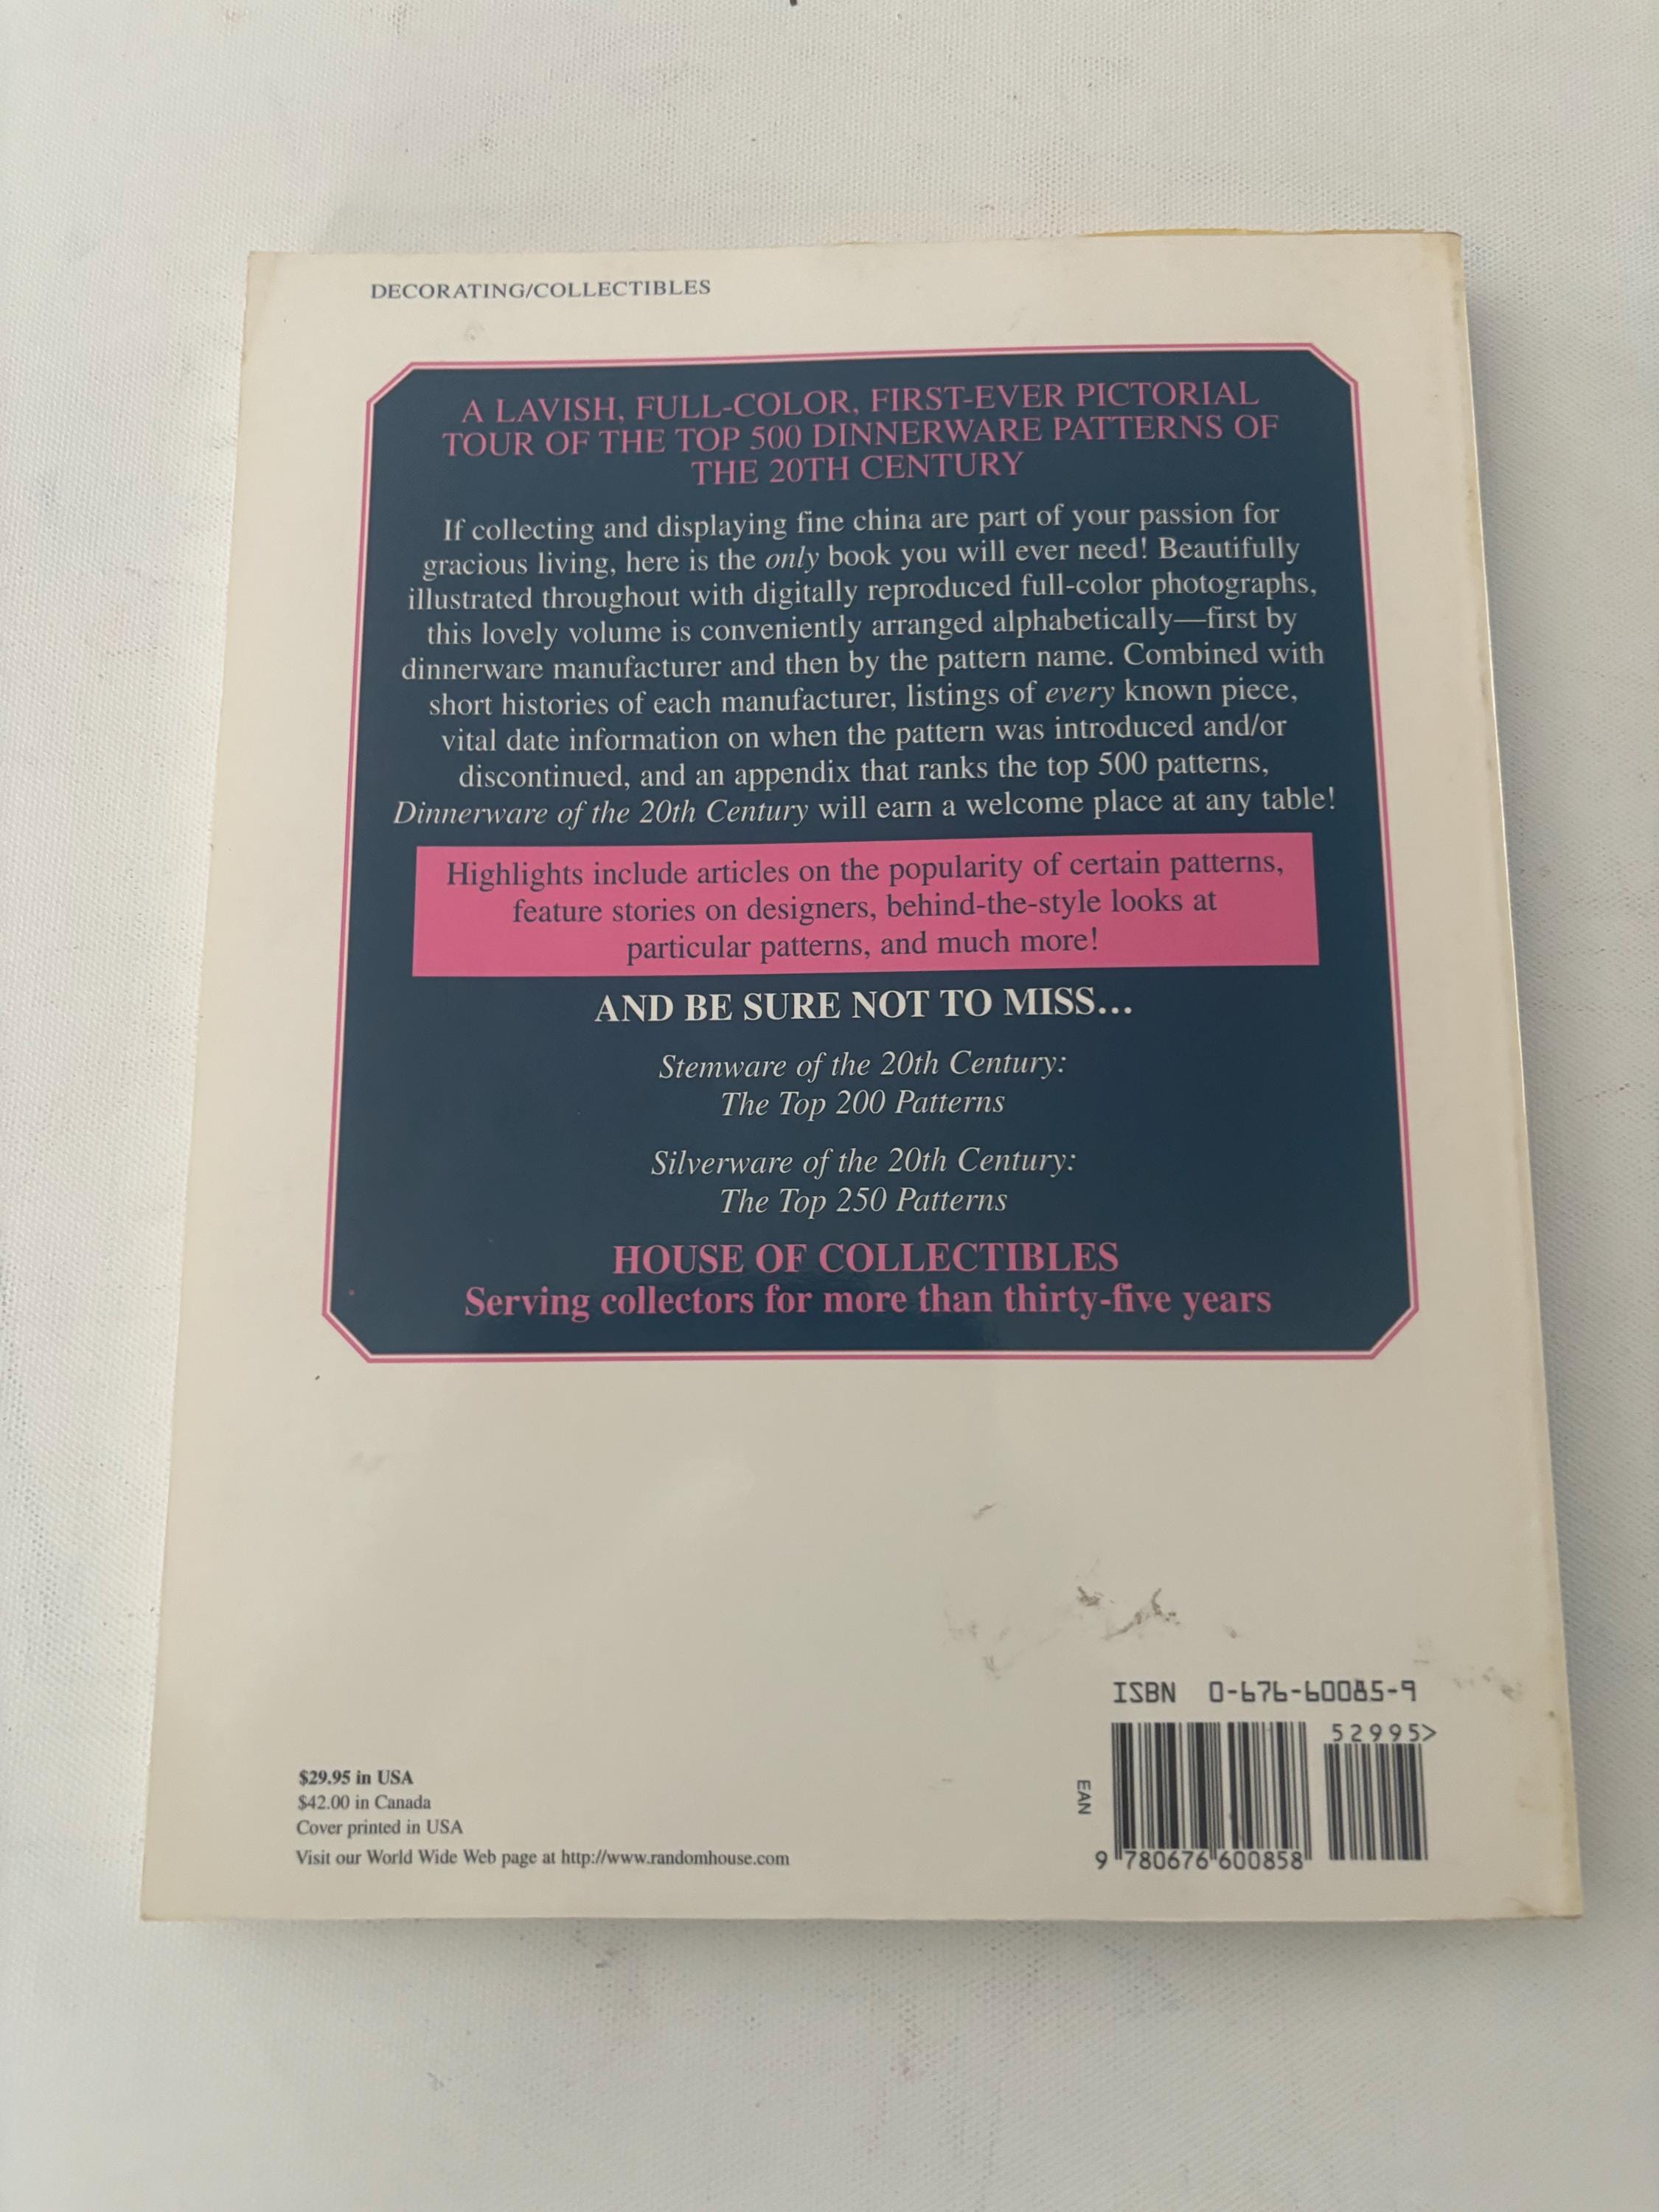 DECORATING/COLLECTIBLES
A LAVISH, FULL-COLOR, FIRST-EVER PICTORIAL
TOUR OF THE TOP 500 DINNERWARE PATTERNS OF
THE 20TH CENTURY
If collecting and displaying fine china are part of your passion for
gracious living, here is the only book you will ever need! Beautifully
illustrated throughout with digitally reproduced full-color photographs,
this lovely volume is conveniently arranged alphabetically—first by
dinnerware manufacturer and then by the pattern name. Combined with
short histories of each manufacturer, listings of every known piece,
vital date information on when the pattern was introduced and/or
discontinued, and an appendix that ranks the top 500 patterns,
Dinnerware of the 20th Century will earn a welcome place at any table!
Highlights include articles on the popularity of certain patterns,
feature stories on designers, behind-the-style looks at
particular patterns, and much more!
AND BE SURE NOT TO MISS...
Stemware of the 20th Century:
The Top 200 Patterns
Silverware of the 20th Century:
The Top 250 Patterns
HOUSE OF COLLECTIBLES
Serving collectors for more than thirty-five years
$29.95 in USA
$42.00 in Canada
Cover printed in USA
Visit our World Wide Web page at http://www.randomhouse.com
ISBN 0-676-60085-9
52995>
EAN
9 780676 600858